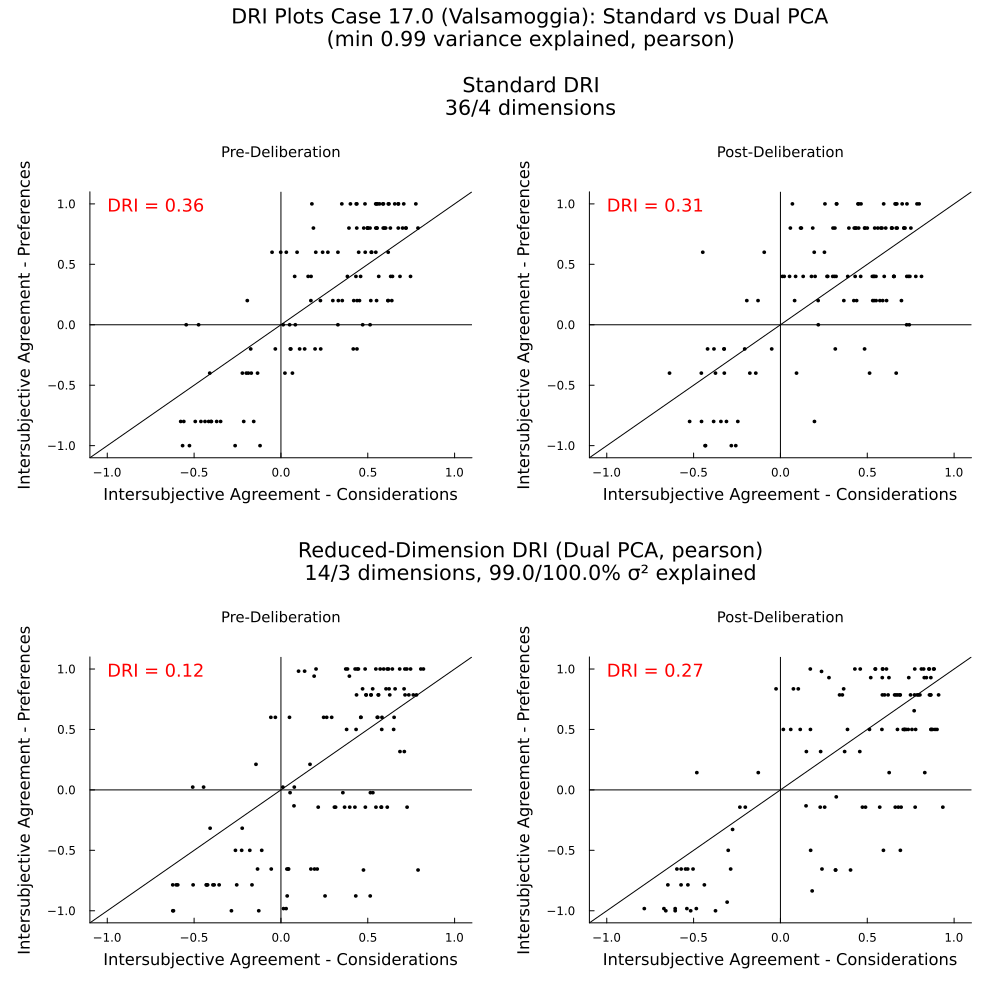 DRI Plots Case 17.0 (Valsamoggia): Standard vs Dual PCA
(min 0.99 variance explained, pearson)
Standard DRI
36/4 dimensions
Pre-Deliberation
DRI = 0.36
Intersubjective Agreement - Preferences
1.0
0.5
0.0
−0.5
−1.0
−1.0 −0.5 0.0 0.5 1.0
Intersubjective Agreement - Considerations
Post-Deliberation
DRI = 0.31
Intersubjective Agreement - Preferences
1.0
0.5
0.0
−0.5
−1.0
−1.0 −0.5 0.0 0.5 1.0
Intersubjective Agreement - Considerations
Reduced-Dimension DRI (Dual PCA, pearson)
14/3 dimensions, 99.0/100.0% σ² explained
Pre-Deliberation
DRI = 0.12
Intersubjective Agreement - Preferences
1.0
0.5
0.0
−0.5
−1.0
−1.0 −0.5 0.0 0.5 1.0
Intersubjective Agreement - Considerations
Post-Deliberation
DRI = 0.27
Intersubjective Agreement - Preferences
1.0
0.5
0.0
−0.5
−1.0
−1.0 −0.5 0.0 0.5 1.0
Intersubjective Agreement - Considerations